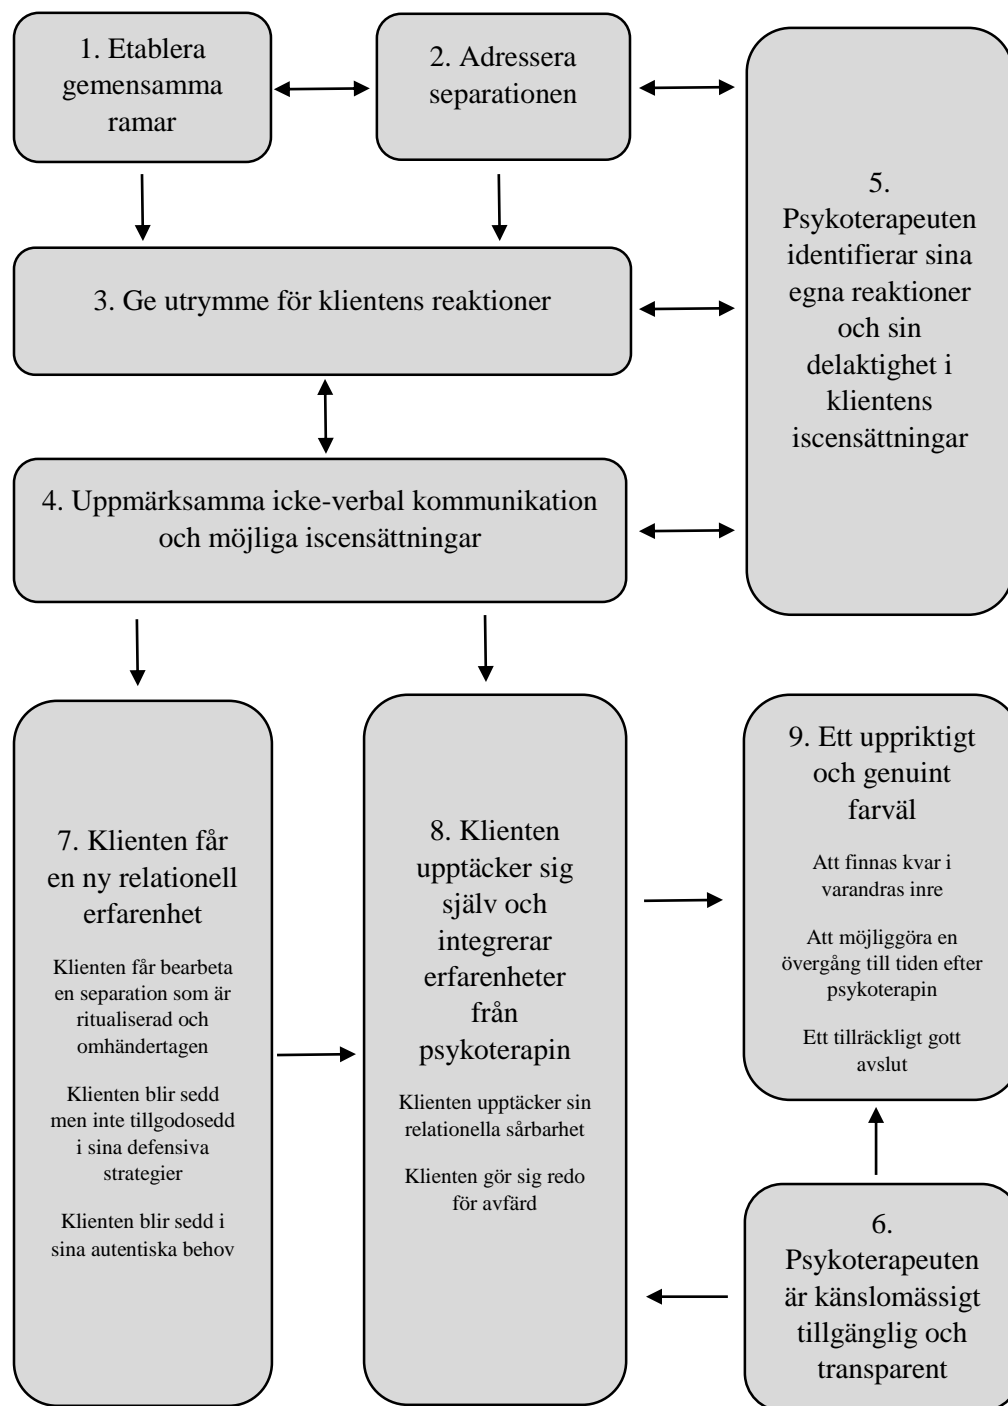 1. Etablera
gemensamma
ramar
2. Adressera
separationen
3. Ge utrymme för klientens reaktioner
4. Uppmärksamma icke-verbal kommunikation
och möjliga iscensättningar
5.
Psykoterapeuten
identifierar sina
egna reaktioner
och sin
delaktighet i
klientens
iscensättningar
7. Klienten får
en ny relationell
erfarenhet
Klienten får bearbeta
en separation som är
ritualiserad och
omhändertagen
Klienten blir sedd
men inte tillgodosedd
i sina defensiva
strategier
Klienten blir sedd i
sina autentiska behov
8. Klienten
upptäcker sig
själv och
integrerar
erfarenheter
från
psykoterapin
Klienten upptäcker sin
relationella sårbarhet
Klienten gör sig redo
för avfärd
9. Ett uppriktigt
och genuint
farväl
Att finnas kvar i
varandras inre
Att möjliggöra en
övergång till tiden efter
psykoterapin
Ett tillräckligt gott
avslut
6.
Psykoterapeuten
är känslomässigt
tillgänglig och
transparent